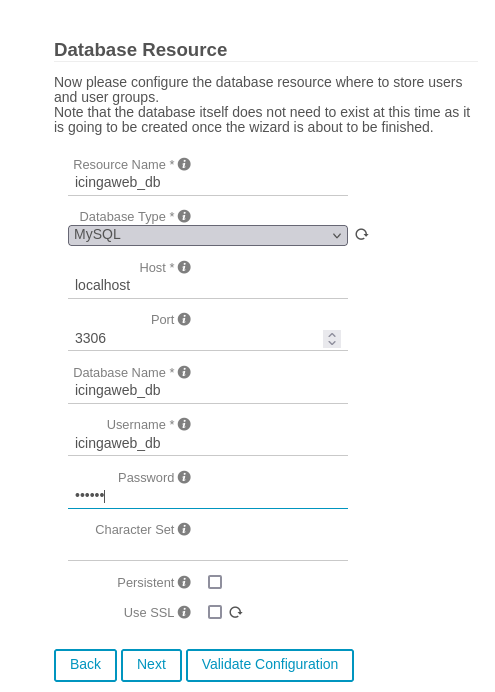 Database Resource
Now please configure the database resource where to store users
and user groups.
Note that the database itself does not need to exist at this time as it
is going to be created once the wizard is about to be finished.
Resource Name *
icingaweb_db
Database Type *
MySQL
Host *
localhost
Port
3306
Database Name *
icingaweb_db
Username *
icingaweb_db
Password
••••••
Character Set
Persistent
Use SSL
Back Next Validate Configuration